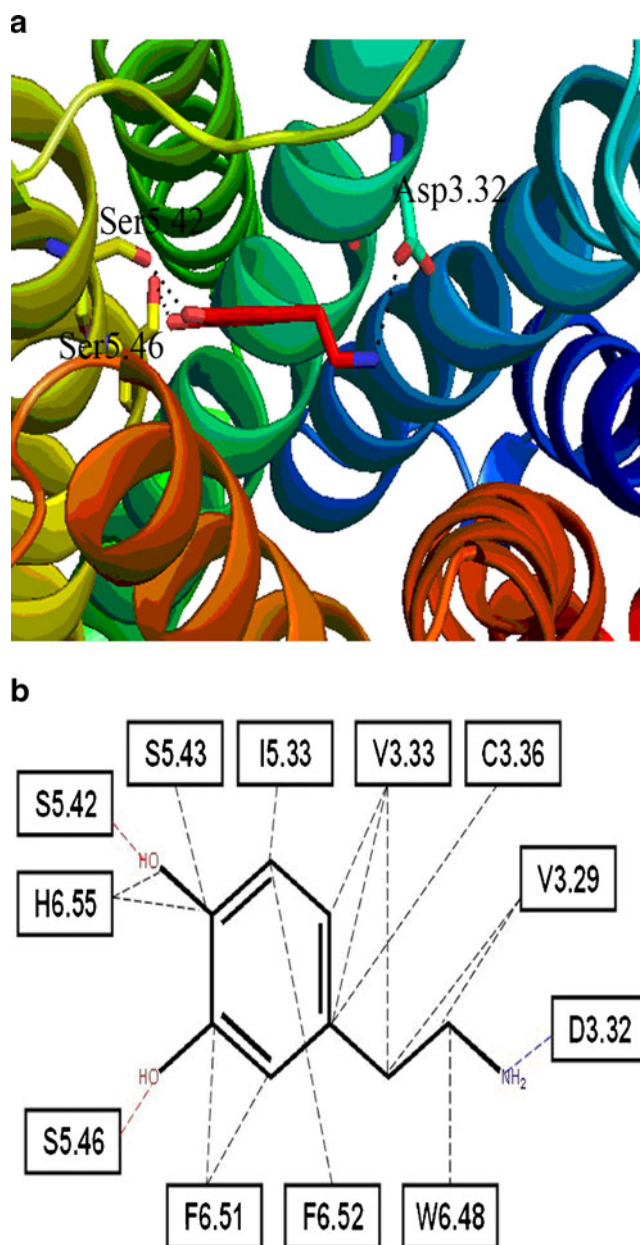 a
Asp3.32
Ser5.42
Ser5.46
b
S5.43 I5.33 V3.33 C3.36
S5.42
HO
H6.55
V3.29
D3.32
HO
NH2
S5.46
F6.51 F6.52 W6.48